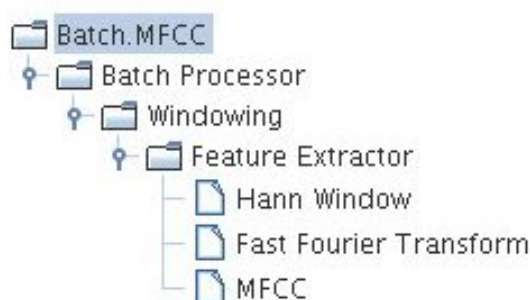 Batch.MFCC
Batch Processor
Windowing
Feature Extractor
Hann Window
Fast Fourier Transform
MFCC